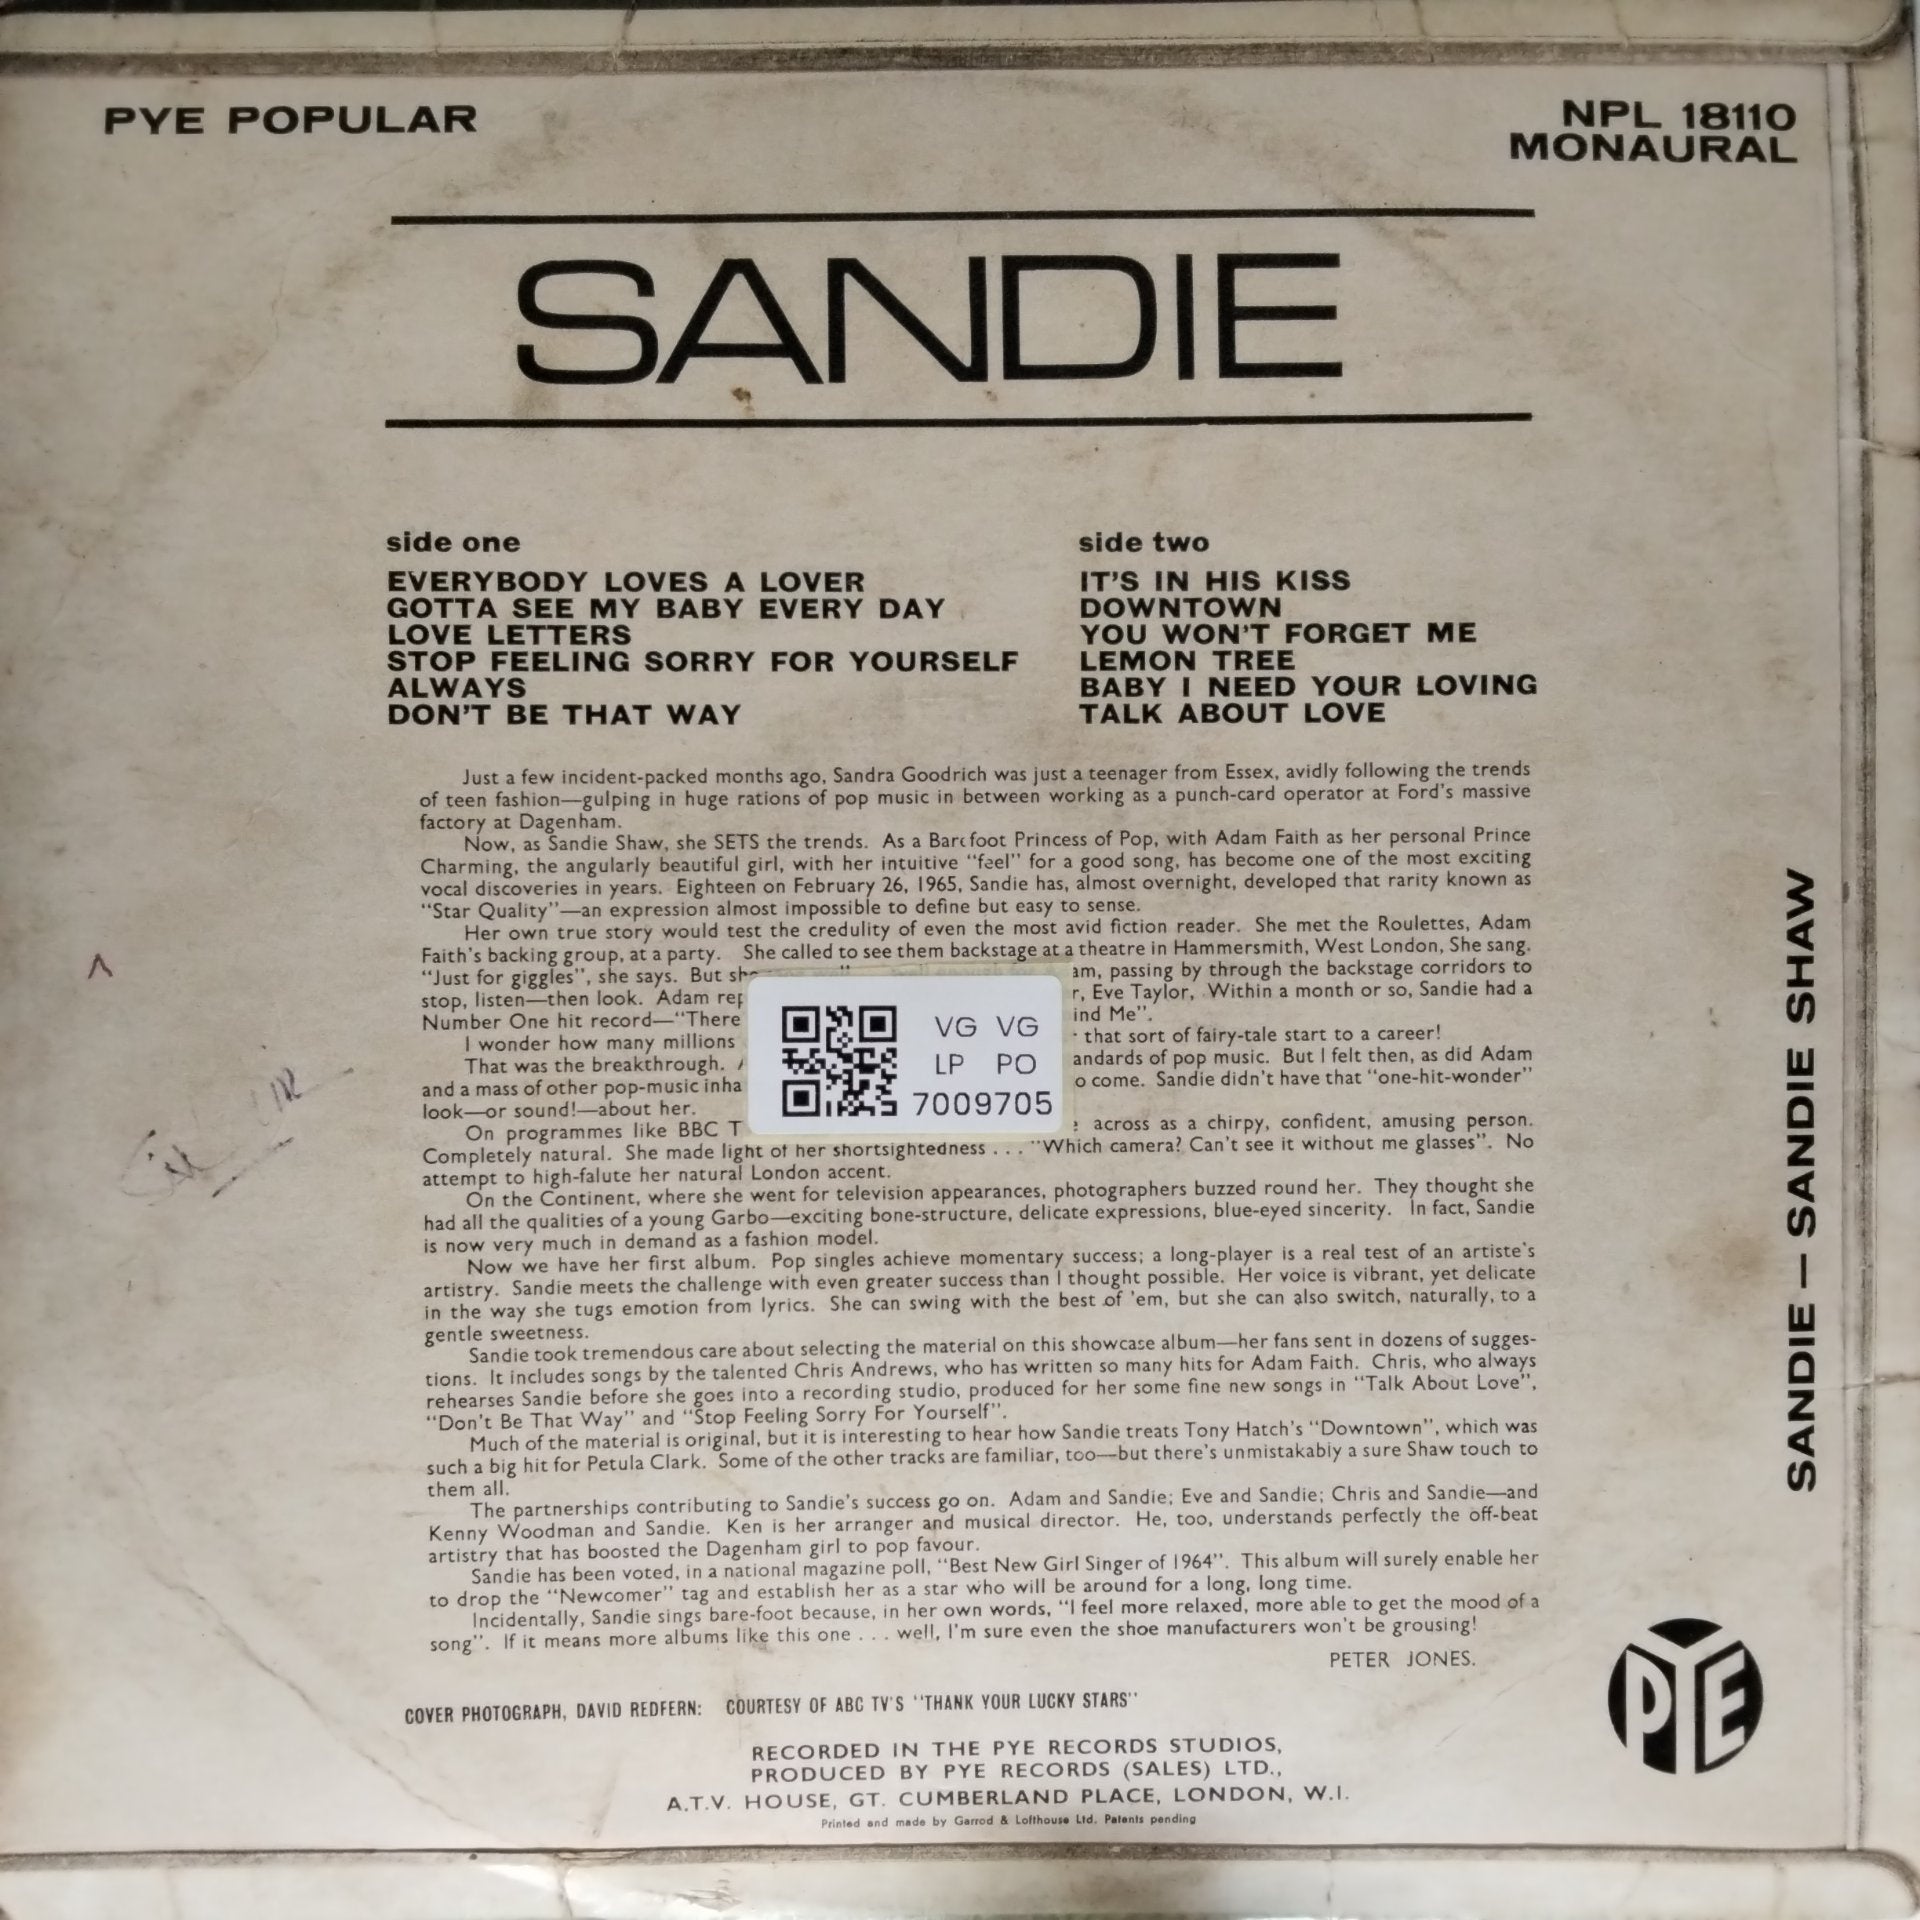 PYE POPULAR
NPL 18110
MONAURAL
SANDIE
side one
EVERYBODY LOVES A LOVER
GOTTA SEE MY BABY EVERY DAY
LOVE LETTERS
STOP FEELING SORRY FOR YOURSELF
ALWAYS
DON'T BE THAT WAY
side two
IT'S IN HIS KISS
DOWNTOWN
YOU WON'T FORGET ME
LEMON TREE
BABY I NEED YOUR LOVING
TALK ABOUT LOVE
Just a few incident-packed months ago, Sandra Goodrich was just a teenager from Essex, avidly following the trends
of teen fashion—gulping in huge rations of pop music in between working as a punch-card operator at Ford's massive
factory at Dagenham.
Now, as Sandie Shaw, she SETS the trends. As a Barefoot Princess of Pop, with Adam Faith as her personal Prince
Charming, the angularly beautiful girl, with her intuitive "feel" for a good song, has become one of the most exciting
vocal discoveries in years. Eighteen on February 26, 1965, Sandie has, almost overnight, developed that rarity known as
"Star Quality"—an expression almost impossible to define but easy to sense.
Her own true story would test the credulity of even the most avid fiction reader. She met the Roulettes, Adam
Faith's backing group, at a party. She called to see them backstage at a theatre in Hammersmith, West London, She sang.
"Just for giggles", she says. But am, passing by through the backstage corridors to
stop, listen—then look. Adam r, Eve Taylor, Within a month or so, Sandie had a
Number One hit record—"There ind Me".
I wonder how many millions that sort of fairy-tale start to a career!
That was the breakthrough. andards of pop music. But I felt then, as did Adam
and a mass of other pop-music inha o come. Sandie didn't have that "one-hit-wonder"
look—or sound!—about her.
On programmes like BBC T across as a chirpy, confident, amusing person.
Completely natural. She made light of her shortsightedness . . . "Which camera? Can't see it without me glasses". No
attempt to high-falute her natural London accent.
On the Continent, where she went for television appearances, photographers buzzed round her. They thought she
had all the qualities of a young Garbo—exciting bone-structure, delicate expressions, blue-eyed sincerity. In fact, Sandie
is now very much in demand as a fashion model.
Now we have her first album. Pop singles achieve momentary success; a long-player is a real test of an artiste's
artistry. Sandie meets the challenge with even greater success than I thought possible. Her voice is vibrant, yet delicate
in the way she tugs emotion from lyrics. She can swing with the best of 'em, but she can also switch, naturally, to a
gentle sweetness.
Sandie took tremendous care about selecting the material on this showcase album—her fans sent in dozens of sugges-
tions. It includes songs by the talented Chris Andrews, who has written so many hits for Adam Faith. Chris, who always
rehearses Sandie before she goes into a recording studio, produced for her some fine new songs in "Talk About Love",
"Don't Be That Way" and "Stop Feeling Sorry For Yourself".
Much of the material is original, but it is interesting to hear how Sandie treats Tony Hatch's "Downtown", which was
such a big hit for Petula Clark. Some of the other tracks are familiar, too—but there's unmistakably a sure Shaw touch to
them all.
The partnerships contributing to Sandie's success go on. Adam and Sandie; Eve and Sandie; Chris and Sandie—and
Kenny Woodman and Sandie. Ken is her arranger and musical director. He, too, understands perfectly the off-beat
artistry that has boosted the Dagenham girl to pop favour.
Sandie has been voted, in a national magazine poll, "Best New Girl Singer of 1964". This album will surely enable her
to drop the "Newcomer" tag and establish her as a star who will be around for a long, long time.
Incidentally, Sandie sings bare-foot because, in her own words, "I feel more relaxed, more able to get the mood of a
song". If it means more albums like this one . . . well, I'm sure even the shoe manufacturers won't be grousing!
PETER JONES.
VG VG
LP PO
7009705
COVER PHOTOGRAPH, DAVID REDFERN: COURTESY OF ABC TV'S "THANK YOUR LUCKY STARS"
RECORDED IN THE PYE RECORDS STUDIOS,
PRODUCED BY PYE RECORDS (SALES) LTD.,
A.T.V. HOUSE, GT. CUMBERLAND PLACE, LONDON, W.I.
Printed and made by Garrod & Lofthouse Ltd. Patents pending
SANDIE — SANDIE SHAW
PYE